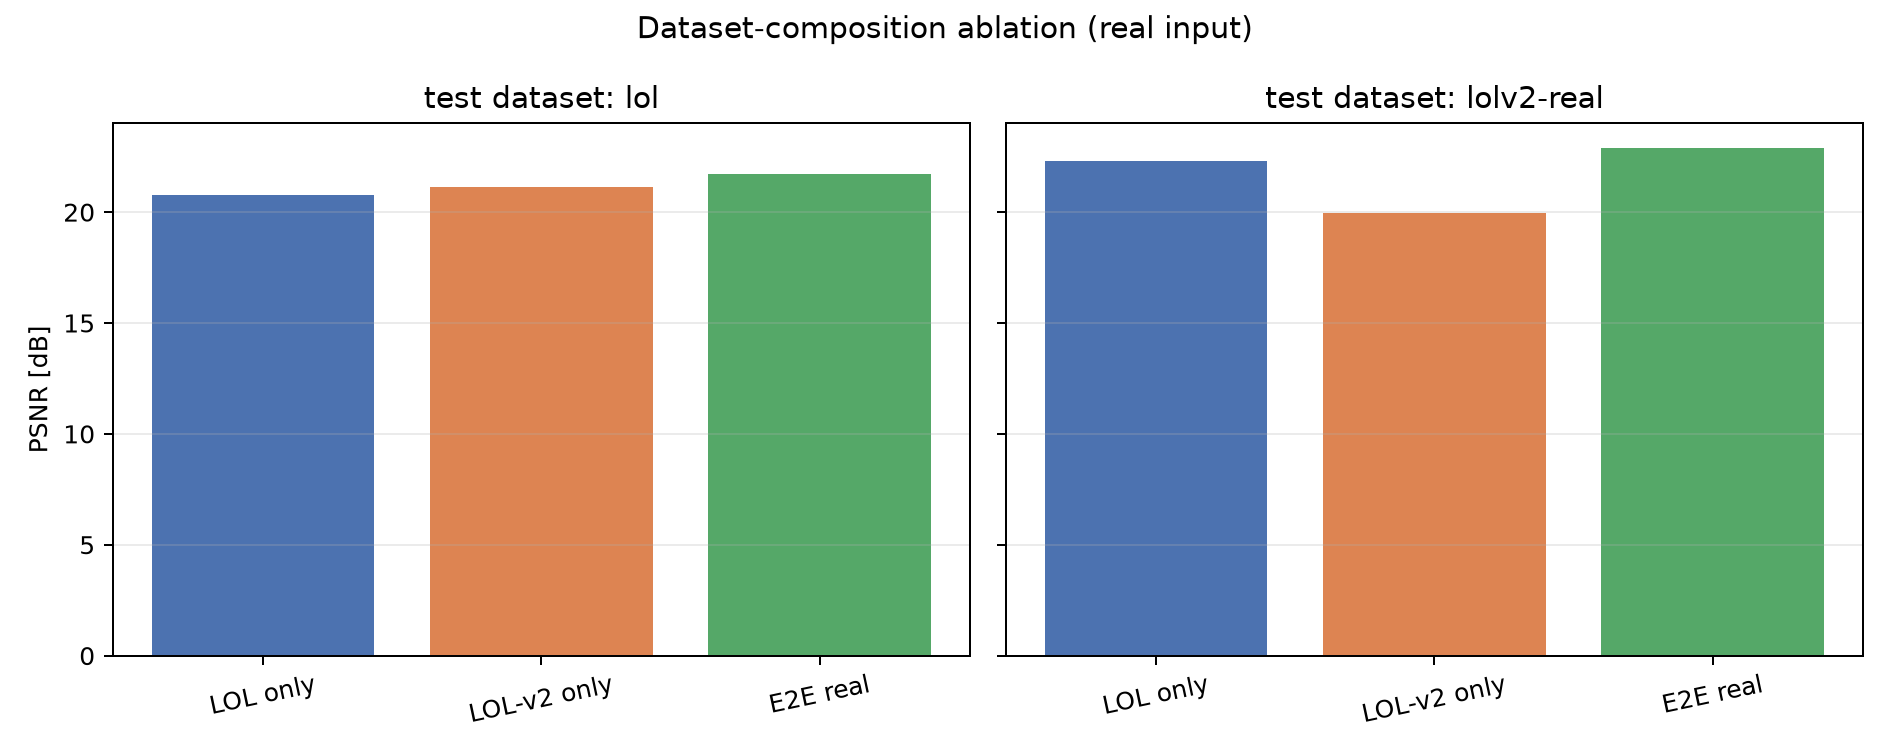 Dataset-composition ablation (real input)
test dataset: lol
test dataset: lolv2-real
PSNR [dB]
20
15
10
5
0
LOL only
LOL-v2 only
E2E real
LOL only
LOL-v2 only
E2E real